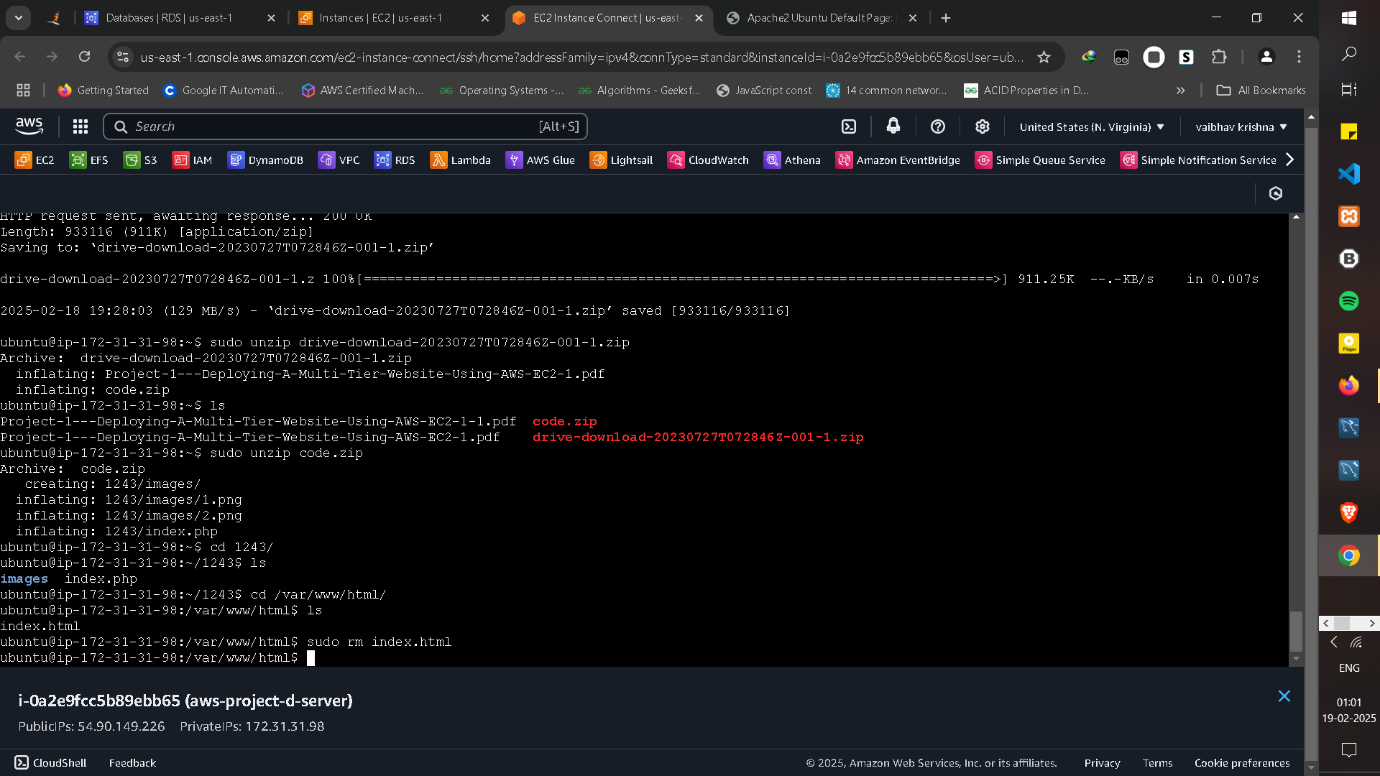 Databases | RDS | us-east-1
Instances | EC2 | us-east-1
EC2 Instance Connect | us-east-
Apache2 Ubuntu Default Page:
us-east-1.console.aws.amazon.com/ec2-instance-connect/ssh/home?addressFamily=ipv4&connType=standard&instanceId=i-0a2e9fcc5b89ebb65&osUser=ub...
Getting Started
Google IT Automati...
AWS Certified Mach...
Operating Systems -...
Algorithms - Geeksf...
JavaScript const
14 common networ...
ACID Properties in D...
All Bookmarks
aws
Search
[Alt+S]
United States (N. Virginia)
vaibhav krishna
EC2
EFS
S3
IAM
DynamoDB
VPC
RDS
Lambda
AWS Glue
Lightsail
CloudWatch
Athena
Amazon EventBridge
Simple Queue Service
Simple Notification Service
HTTP request sent, awaiting response... 200 OK
Length: 933116 (911K) [application/zip]
Saving to: ‘drive-download-20230727T072846Z-001-1.zip’
drive-download-20230727T072846Z-001-1.z 100%[===============================================================================>] 911.25K  --.-KB/s    in 0.007s
2025-02-18 19:28:03 (129 MB/s) - ‘drive-download-20230727T072846Z-001-1.zip’ saved [933116/933116]
ubuntu@ip-172-31-31-98:~$ sudo unzip drive-download-20230727T072846Z-001-1.zip
Archive:  drive-download-20230727T072846Z-001-1.zip
  inflating: Project-1---Deploying-A-Multi-Tier-Website-Using-AWS-EC2-1.pdf
  inflating: code.zip
ubuntu@ip-172-31-31-98:~$ ls
Project-1---Deploying-A-Multi-Tier-Website-Using-AWS-EC2-1-1.pdf  code.zip
Project-1---Deploying-A-Multi-Tier-Website-Using-AWS-EC2-1.pdf    drive-download-20230727T072846Z-001-1.zip
ubuntu@ip-172-31-31-98:~$ sudo unzip code.zip
Archive:  code.zip
   creating: 1243/images/
  inflating: 1243/images/1.png
  inflating: 1243/images/2.png
  inflating: 1243/index.php
ubuntu@ip-172-31-31-98:~$ cd 1243/
ubuntu@ip-172-31-31-98:~/1243$ ls
images  index.php
ubuntu@ip-172-31-31-98:~/1243$ cd /var/www/html/
ubuntu@ip-172-31-31-98:/var/www/html$ ls
index.html
ubuntu@ip-172-31-31-98:/var/www/html$ sudo rm index.html
ubuntu@ip-172-31-31-98:/var/www/html$
i-0a2e9fcc5b89ebb65 (aws-project-d-server)
PublicIPs: 54.90.149.226    PrivateIPs: 172.31.31.98
CloudShell
Feedback
© 2025, Amazon Web Services, Inc. or its affiliates.
Privacy
Terms
Cookie preferences
ENG
01:01
19-02-2025